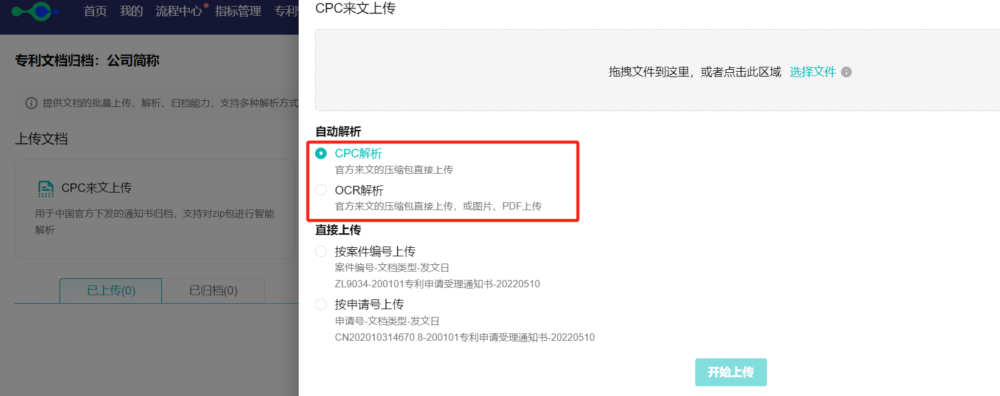 首页 我的 流程中心 指标管理 专利
专利文档归档：公司简称
提供文档的批量上传、解析、归档能力，支持多种解析方式
上传文档
CPC来文上传
用于中国官方下发的通知书归档，支持对zip包进行智能
解析
已上传(0) 已归档(0)
CPC来文上传
拖拽文件到这里，或者点击此区域 选择文件
自动解析
CPC解析
官方来文的压缩包直接上传
OCR解析
官方来文的压缩包直接上传，或图片、PDF上传
直接上传
按案件编号上传
案件编号-文档类型-发文日
ZL9034-200101专利申请受理通知书-20220510
按申请号上传
申请号-文档类型-发文日
CN202010314670.8-200101专利申请受理通知书-20220510
开始上传